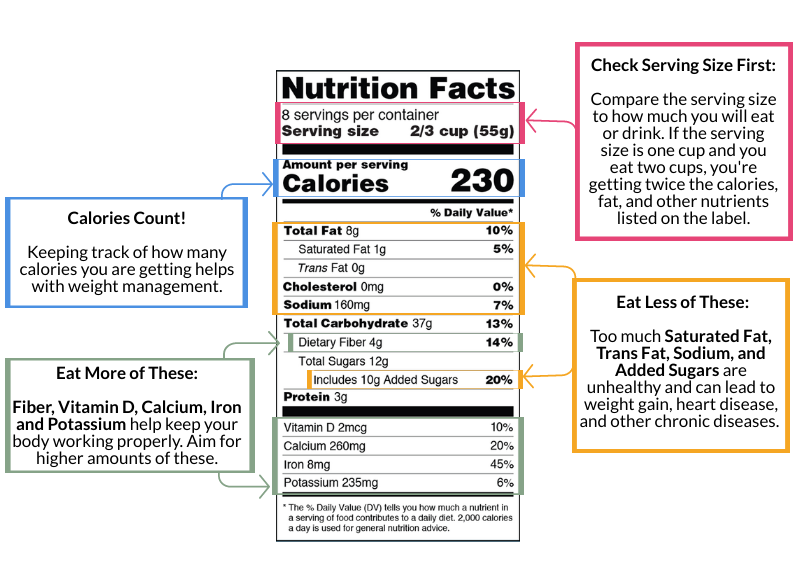 Nutrition Facts
8 servings per container
Serving size 2/3 cup (55g)
Amount per serving
Calories 230
% Daily Value*
Total Fat 8g 10%
Saturated Fat 1g 5%
Trans Fat 0g
Cholesterol 0mg 0%
Sodium 160mg 7%
Total Carbohydrate 37g 13%
Dietary Fiber 4g 14%
Total Sugars 12g
Includes 10g Added Sugars 20%
Protein 3g
Vitamin D 2mcg 10%
Calcium 260mg 20%
Iron 8mg 45%
Potassium 235mg 6%
* The % Daily Value (DV) tells you how much a nutrient in
a serving of food contributes to a daily diet. 2,000 calories
a day is used for general nutrition advice.
Calories Count!
Keeping track of how many
calories you are getting helps
with weight management.
Eat More of These:
Fiber, Vitamin D, Calcium, Iron
and Potassium help keep your
body working properly. Aim for
higher amounts of these.
Check Serving Size First:
Compare the serving size
to how much you will eat
or drink. If the serving
size is one cup and you
eat two cups, you're
getting twice the calories,
fat, and other nutrients
listed on the label.
Eat Less of These:
Too much Saturated Fat,
Trans Fat, Sodium, and
Added Sugars are
unhealthy and can lead to
weight gain, heart disease,
and other chronic diseases.